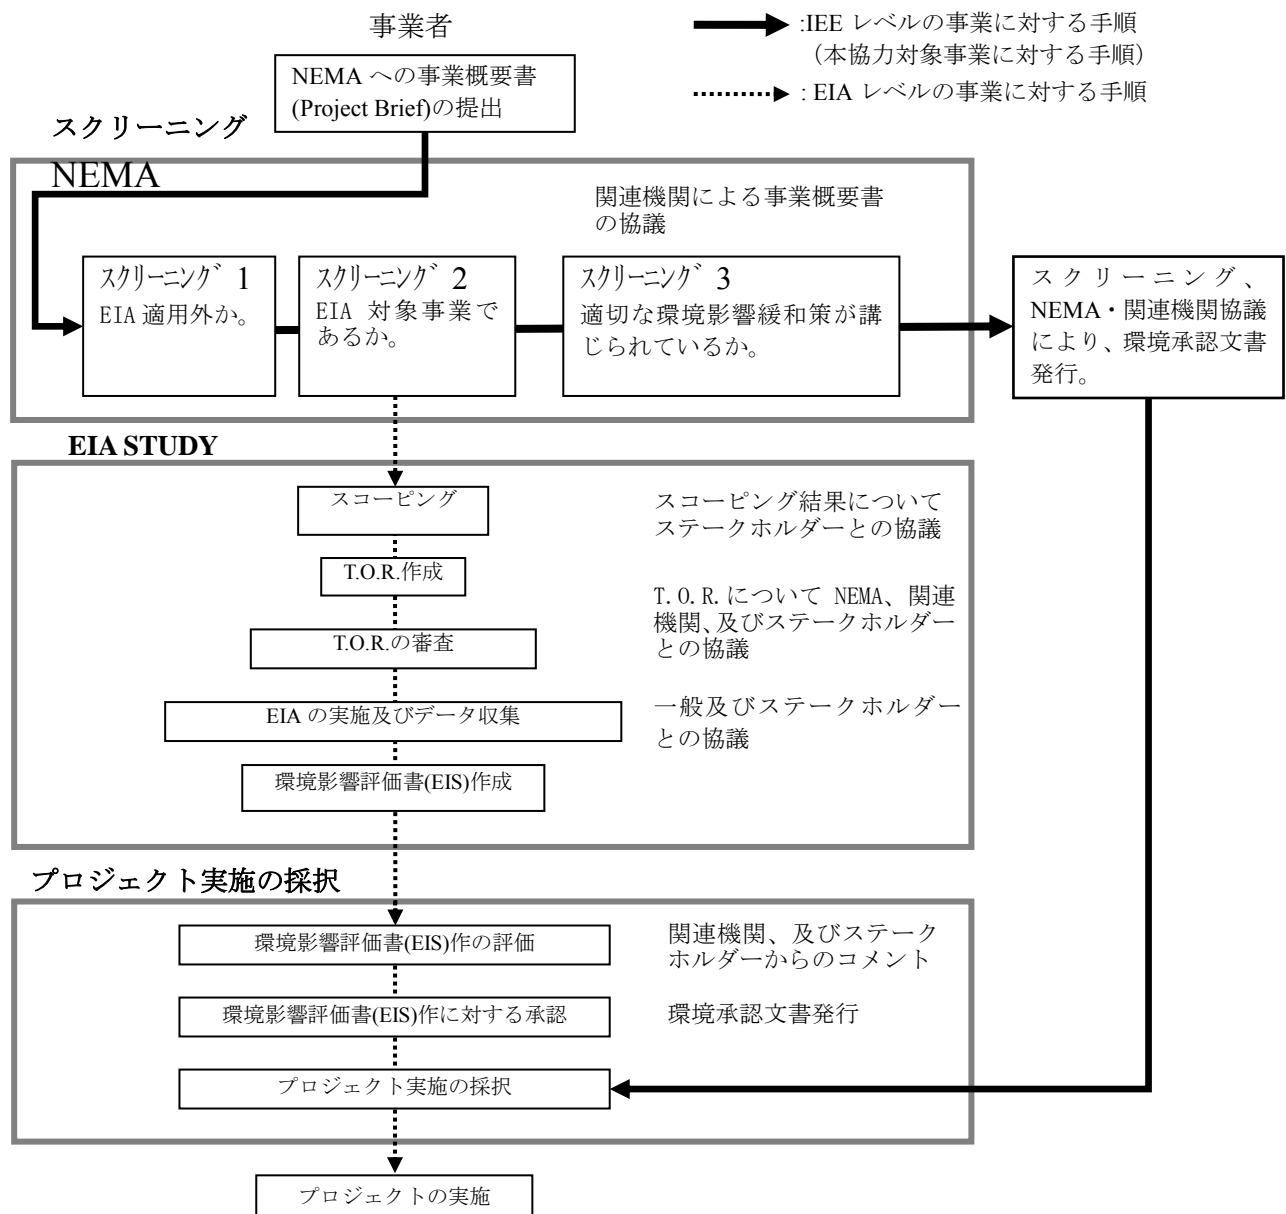 事業者
:IEE レベルの事業に対する手順
（本協力対象事業に対する手順）
: EIA レベルの事業に対する手順
NEMA への事業概要書
(Project Brief)の提出
スクリーニング
NEMA
関連機関による事業概要書
の協議
ｽｸﾘｰﾆﾝｸﾞ 1
EIA 適用外か。
ｽｸﾘｰﾆﾝｸﾞ 2
EIA 対象事業で
あるか。
ｽｸﾘｰﾆﾝｸﾞ 3
適切な環境影響緩和策が講
じられているか。
スクリーニング、
NEMA・関連機関協議
により、環境承認文書
発行。
EIA STUDY
スコーピング
スコーピング結果について
ステークホルダーとの協議
T.O.R.作成
T.O.R.について NEMA、関連
機関、及びステークホルダー
との協議
T.O.R.の審査
EIA の実施及びデータ収集
一般及びステークホルダー
との協議
環境影響評価書(EIS)作成
プロジェクト実施の採択
環境影響評価書(EIS)作の評価
関連機関、及びステーク
ホルダーからのコメント
環境影響評価書(EIS)作に対する承認
環境承認文書発行
プロジェクト実施の採択
プロジェクトの実施